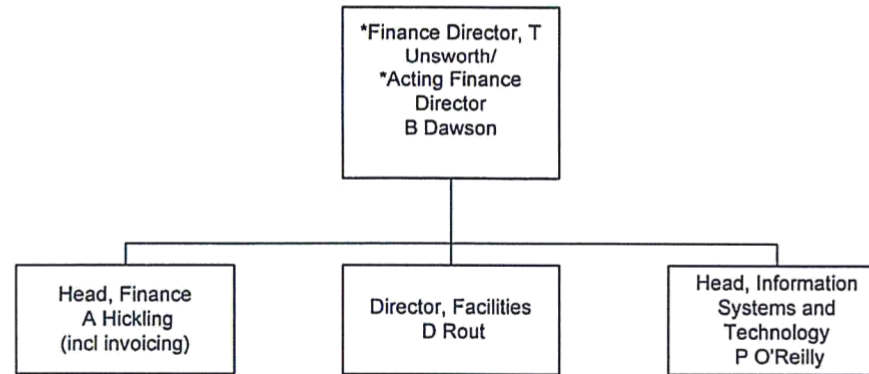 *Finance Director, T
Unsworth/
*Acting Finance
Director
B Dawson
Head, Finance
A Hickling
(incl invoicing)
Director, Facilities
D Rout
Head, Information
Systems and
Technology
P O'Reilly